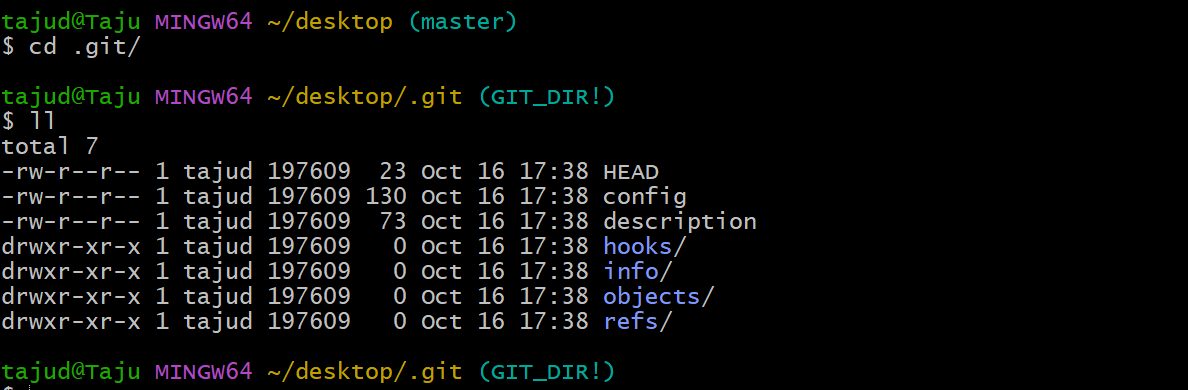 tajud@Taju MINGW64 ~/desktop (master)
$ cd .git/
tajud@Taju MINGW64 ~/desktop/.git (GIT_DIR!)
$ ll
total 7
-rw-r--r-- 1 tajud 197609  23 Oct 16 17:38 HEAD
-rw-r--r-- 1 tajud 197609 130 Oct 16 17:38 config
-rw-r--r-- 1 tajud 197609  73 Oct 16 17:38 description
drwxr-xr-x 1 tajud 197609   0 Oct 16 17:38 hooks/
drwxr-xr-x 1 tajud 197609   0 Oct 16 17:38 info/
drwxr-xr-x 1 tajud 197609   0 Oct 16 17:38 objects/
drwxr-xr-x 1 tajud 197609   0 Oct 16 17:38 refs/
tajud@Taju MINGW64 ~/desktop/.git (GIT_DIR!)
$